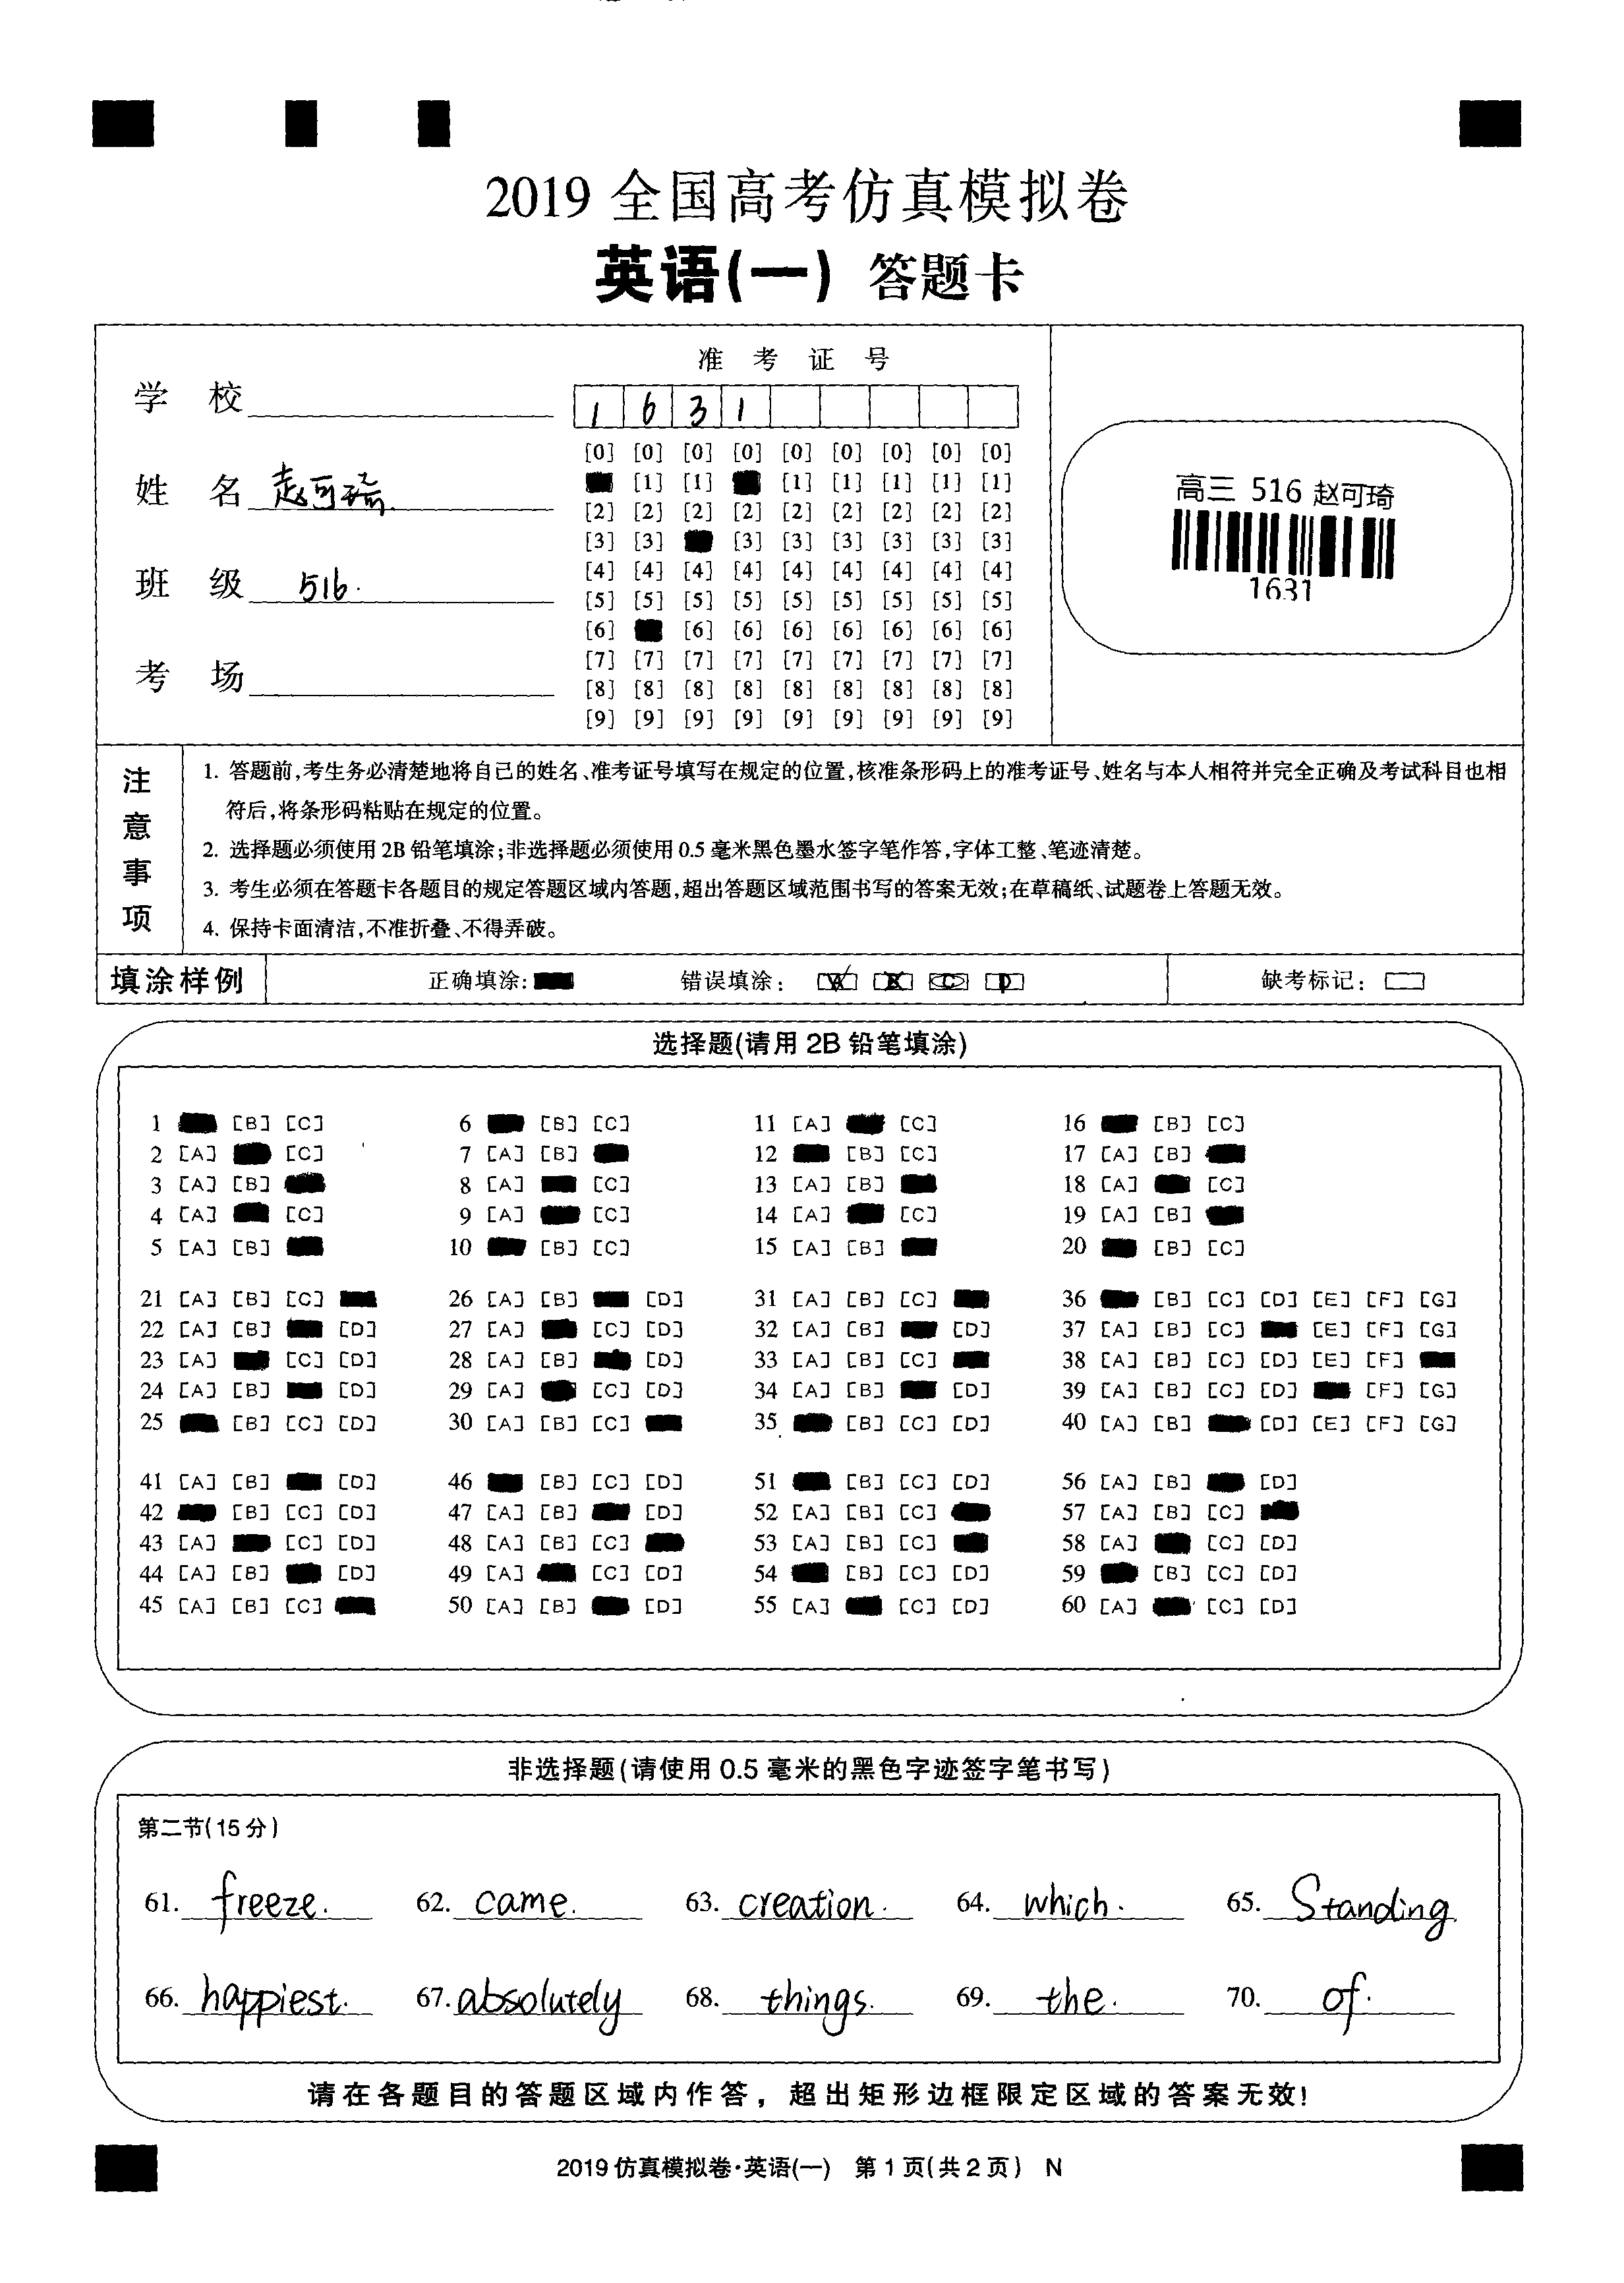 2019 全国高考仿真模拟卷
英语(一) 答题卡
准 考 证 号
学 校
1 6 3 1
姓 名 赵可琦.
班 级 516.
考 场
[0] [0] [0] [0] [0] [0] [0] [0] [0]
[1] [1] [1] [1] [1] [1] [1]
[2] [2] [2] [2] [2] [2] [2] [2] [2]
[3] [3] [3] [3] [3] [3] [3] [3]
[4] [4] [4] [4] [4] [4] [4] [4] [4]
[5] [5] [5] [5] [5] [5] [5] [5] [5]
[6] [6] [6] [6] [6] [6] [6] [6]
[7] [7] [7] [7] [7] [7] [7] [7] [7]
[8] [8] [8] [8] [8] [8] [8] [8] [8]
[9] [9] [9] [9] [9] [9] [9] [9] [9]
高三 516 赵可琦
1631
注意事项
1. 答题前,考生务必清楚地将自己的姓名、准考证号填写在规定的位置,核准条形码上的准考证号、姓名与本人相符并完全正确及考试科目也相
符后,将条形码粘贴在规定的位置。
2. 选择题必须使用 2B 铅笔填涂;非选择题必须使用 0.5 毫米黑色墨水签字笔作答,字体工整、笔迹清楚。
3. 考生必须在答题卡各题目的规定答题区域内答题,超出答题区域范围书写的答案无效;在草稿纸、试题卷上答题无效。
4. 保持卡面清洁,不准折叠、不得弄破。
填涂样例 正确填涂: 错误填涂: A B C D 缺考标记:
选择题(请用 2B 铅笔填涂)
1 [B] [C] 6 [B] [C] 11 [A] [C] 16 [B] [C]
2 [A] [C] 7 [A] [B] 12 [B] [C] 17 [A] [B]
3 [A] [B] 8 [A] [C] 13 [A] [B] 18 [A] [C]
4 [A] [C] 9 [A] [C] 14 [A] [C] 19 [A] [B]
5 [A] [B] 10 [B] [C] 15 [A] [B] 20 [B] [C]
21 [A] [B] [C] 26 [A] [B] [D] 31 [A] [B] [C] 36 [B] [C] [D] [E] [F] [G]
22 [A] [B] [D] 27 [A] [C] [D] 32 [A] [B] [D] 37 [A] [B] [C] [E] [F] [G]
23 [A] [C] [D] 28 [A] [B] [D] 33 [A] [B] [C] 38 [A] [B] [C] [D] [E] [F]
24 [A] [B] [D] 29 [A] [C] [D] 34 [A] [B] [D] 39 [A] [B] [C] [D] [F] [G]
25 [B] [C] [D] 30 [A] [B] [C] 35 [B] [C] [D] 40 [A] [B] [D] [E] [F] [G]
41 [A] [B] [D] 46 [B] [C] [D] 51 [B] [C] [D] 56 [A] [B] [D]
42 [B] [C] [D] 47 [A] [B] [D] 52 [A] [B] [C] 57 [A] [B] [C]
43 [A] [C] [D] 48 [A] [B] [C] 53 [A] [B] [C] 58 [A] [C] [D]
44 [A] [B] [D] 49 [A] [C] [D] 54 [B] [C] [D] 59 [B] [C] [D]
45 [A] [B] [C] 50 [A] [B] [D] 55 [A] [C] [D] 60 [A] [C] [D]
非选择题(请使用 0.5 毫米的黑色字迹签字笔书写)
第二节(15 分)
61. freeze. 62. came. 63. creation. 64. which. 65. Standing.
66. happiest. 67. absolutely 68. things. 69. the. 70. of.
请在各题目的答题区域内作答，超出矩形边框限定区域的答案无效!
2019 仿真模拟卷·英语(一) 第 1 页(共 2 页) N